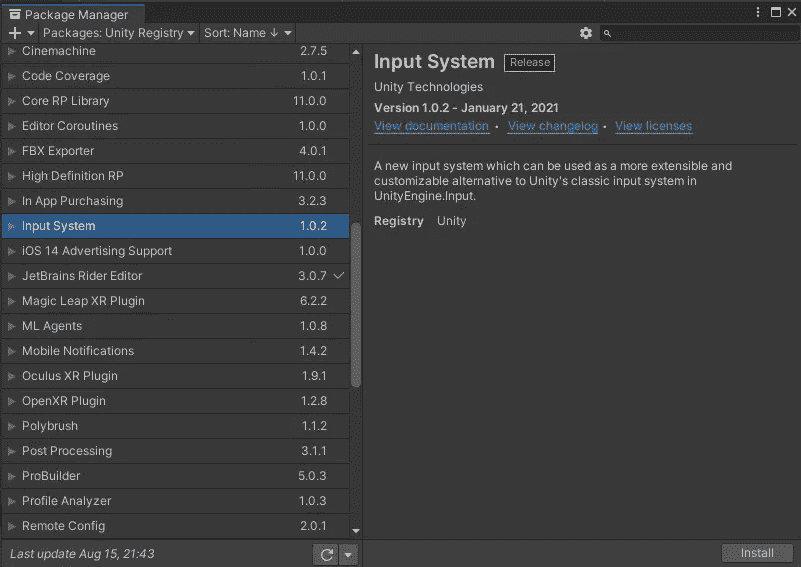 Package Manager
Packages: Unity Registry Sort: Name ↓
Cinemachine 2.7.5
Code Coverage 1.0.1
Core RP Library 11.0.0
Editor Coroutines 1.0.0
FBX Exporter 4.0.1
High Definition RP 11.0.0
In App Purchasing 3.2.3
Input System 1.0.2
iOS 14 Advertising Support 1.0.0
JetBrains Rider Editor 3.0.7
Magic Leap XR Plugin 6.2.2
ML Agents 1.0.8
Mobile Notifications 1.4.2
Oculus XR Plugin 1.9.1
OpenXR Plugin 1.2.8
Polybrush 1.1.2
Post Processing 3.1.1
ProBuilder 5.0.3
Profile Analyzer 1.0.3
Remote Config 2.0.1
Last update Aug 15, 21:43
Input System Release
Unity Technologies
Version 1.0.2 - January 21, 2021
View documentation • View changelog • View licenses
A new input system which can be used as a more extensible and
customizable alternative to Unity's classic input system in
UnityEngine.Input.
Registry Unity
Install